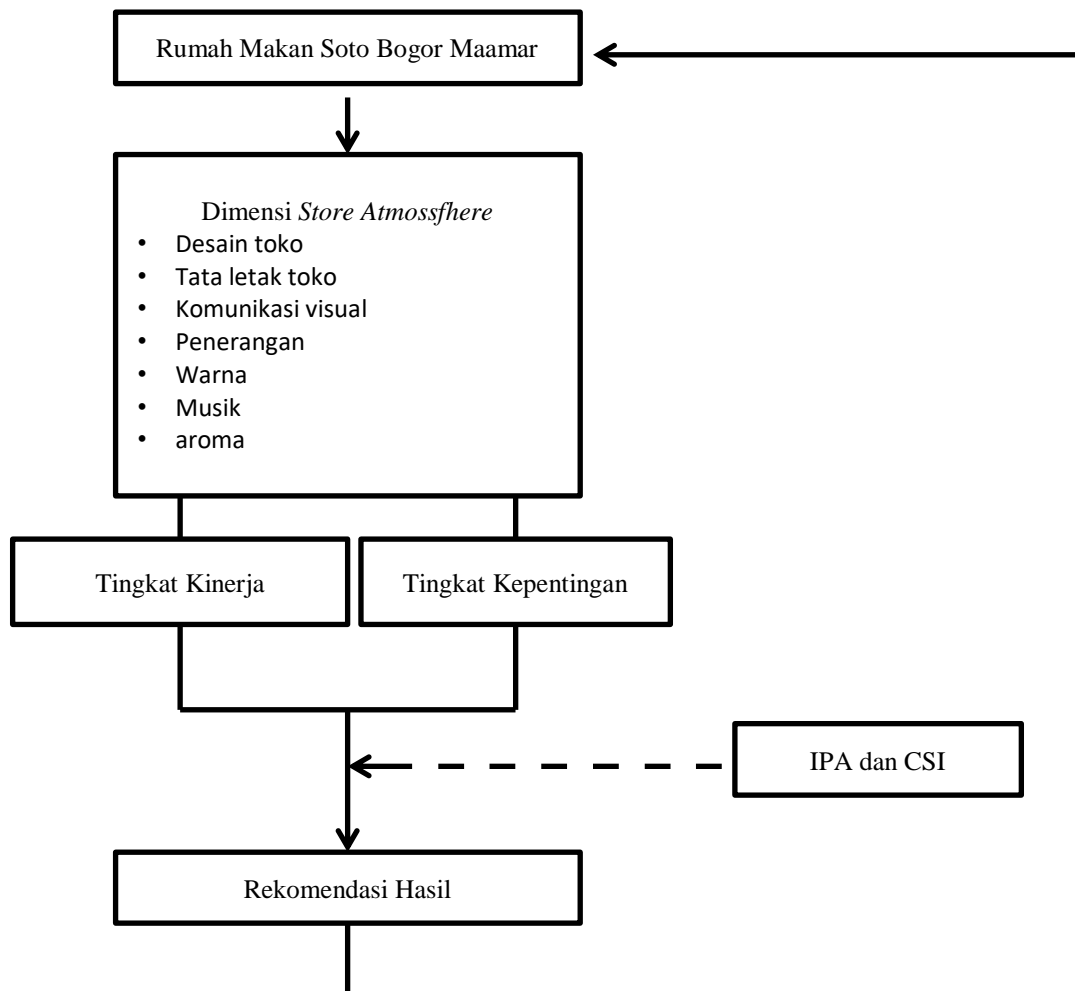 Rumah Makan Soto Bogor Maamar
Dimensi Store Atmossfhere
• Desain toko
• Tata letak toko
• Komunikasi visual
• Penerangan
• Warna
• Musik
• aroma
Tingkat Kinerja
Tingkat Kepentingan
IPA dan CSI
Rekomendasi Hasil